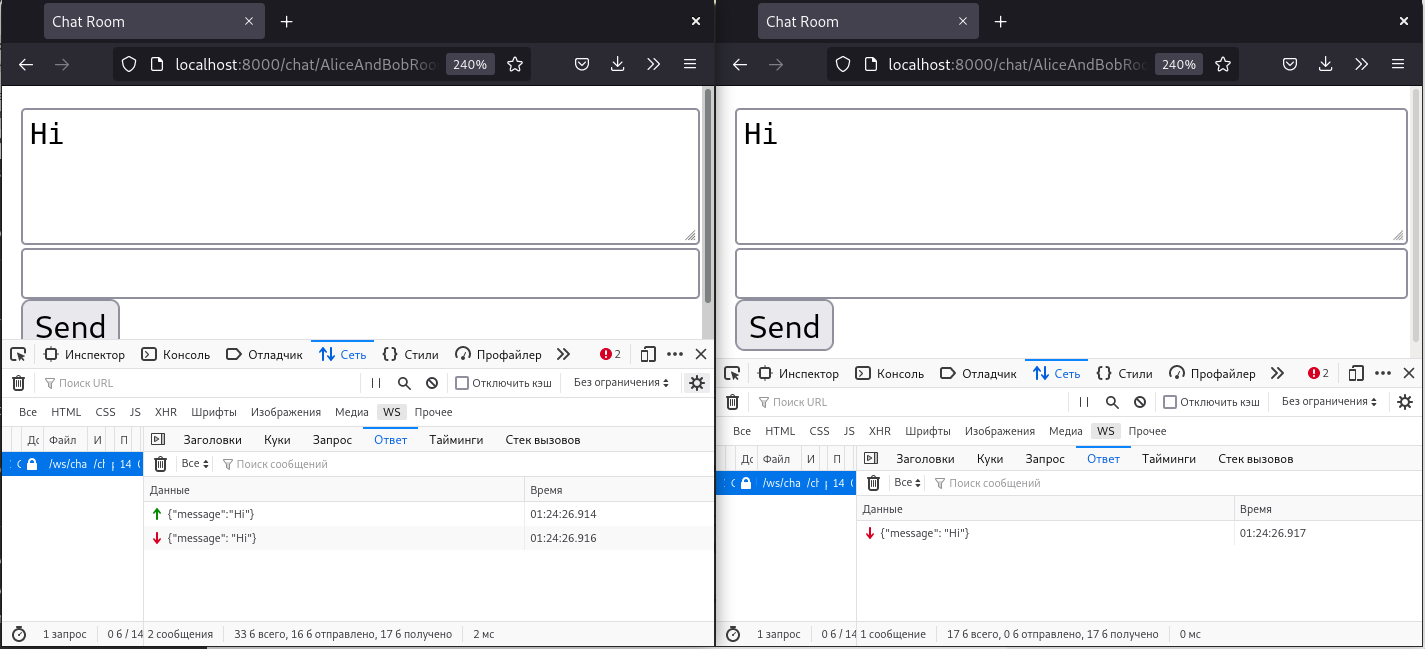 Chat Room
localhost:8000/chat/AliceAndBobRoo
240%
Hi
Send
Инспектор Консоль Отладчик Сеть Стили Профайлер 2
Поиск URL Отключить кэш Без ограничения
Все HTML CSS JS XHR Шрифты Изображения Медиа WS Прочее
Файл И П Заголовки Куки Запрос Ответ Тайминги Стек вызовов
/ws/cha 14 Все Поиск сообщений
Данные Время
{"message":"Hi"} 01:24:26.914
{"message": "Hi"} 01:24:26.916
1 запрос 0 б / 14 2 сообщения 33 б всего, 16 б отправлено, 17 б получено 2 мс
Chat Room
localhost:8000/chat/AliceAndBobRo
240%
Hi
Send
Инспектор Консоль Отладчик Сеть Стили Профайлер 2
Поиск URL Отключить кэш Без ограничения
Все HTML CSS JS XHR Шрифты Изображения Медиа WS Прочее
Файл И П Заголовки Куки Запрос Ответ Тайминги Стек вызовов
/ws/cha 14 Все Поиск сообщений
Данные Время
{"message": "Hi"} 01:24:26.917
1 запрос 0 б / 14 1 сообщение 17 б всего, 0 б отправлено, 17 б получено 0 мс